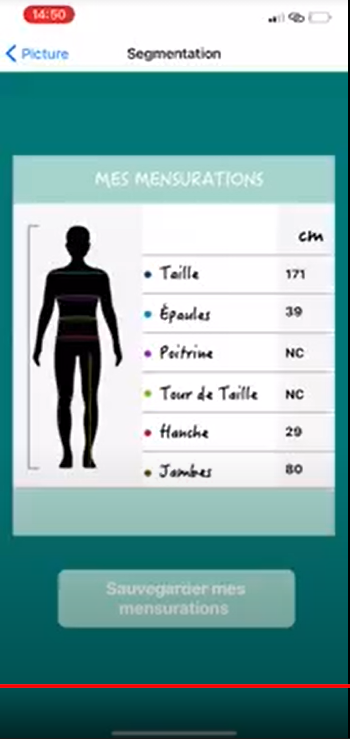 14:50
Picture
Segmentation
MES MENSURATIONS
cm
Taille 171
Épaules 39
Poitrine NC
Tour de Taille NC
Hanche 29
Jambes 80
Sauvegarder mes
mensurations